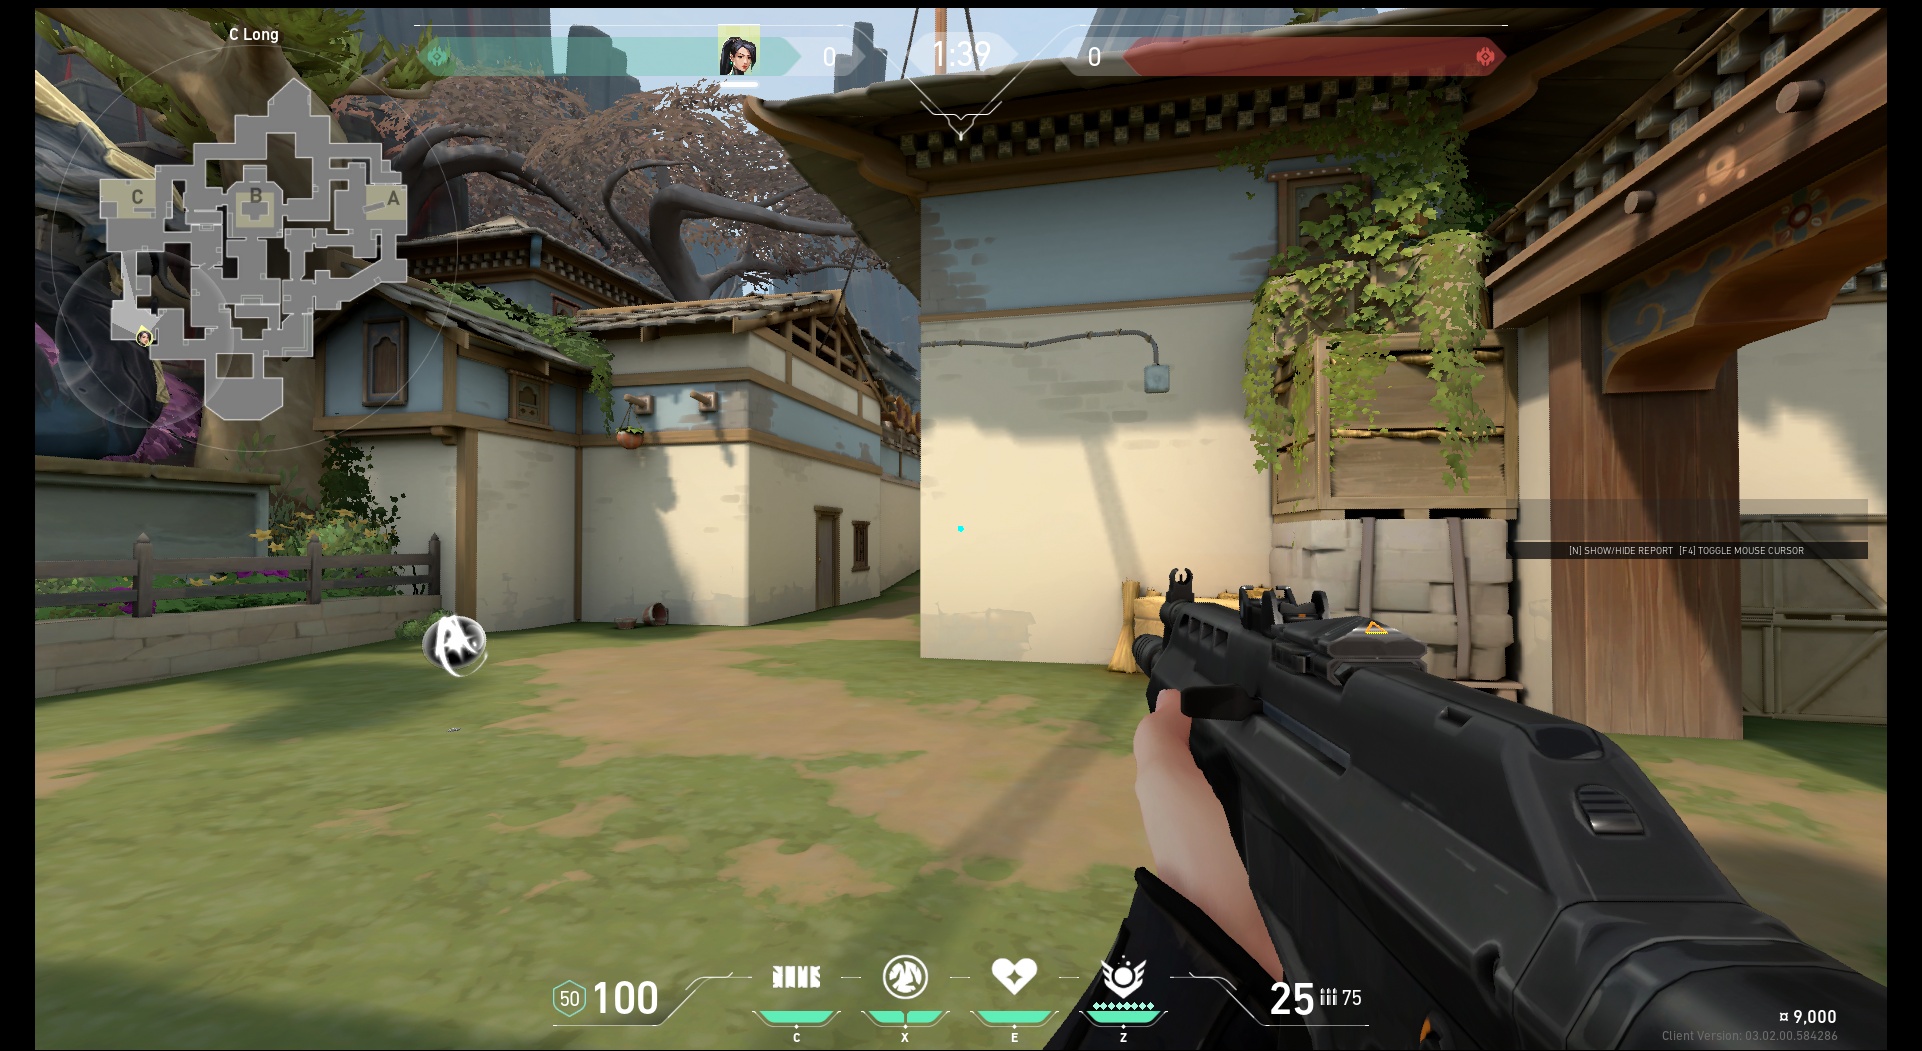 C Long
0
1:39
0
C
B
A
[N] SHOW/HIDE REPORT [F4] TOGGLE MOUSE CURSOR
50
100
25
75
C
X
E
Z
¤ 9,000
Client Version: 03.02.00.584286